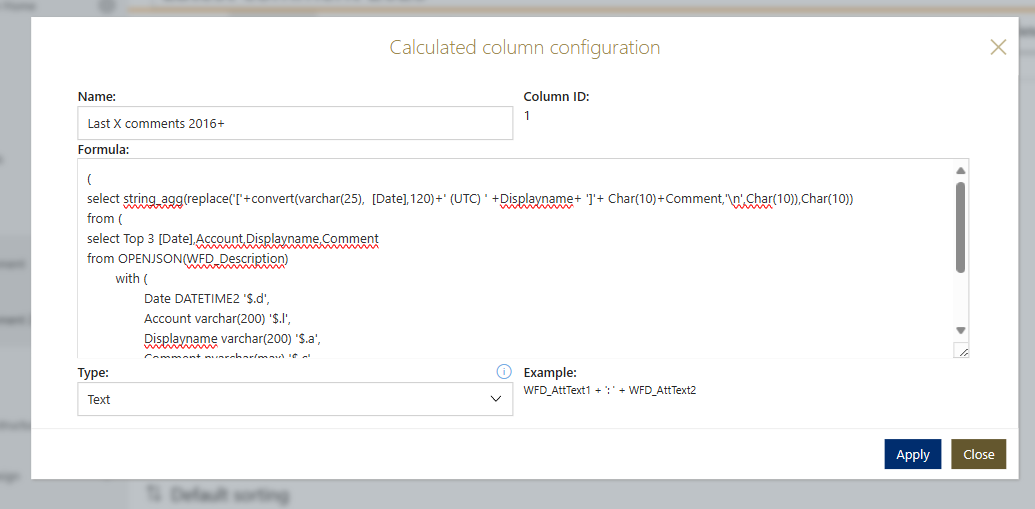 Calculated column configuration
Name:
Column ID:
Last X comments 2016+
1
Formula:
(
select string_agg(replace('['+convert(varchar(25),  [Date],120)+' (UTC) ' +Displayname+ ']'+ Char(10)+Comment,'\n',Char(10)),Char(10))
from (
select Top 3 [Date],Account,Displayname,Comment
from OPENJSON(WFD_Description)
with (
Date DATETIME2 '$.d',
Account varchar(200) '$.l',
Displayname varchar(200) '$.a',
Comment nvarchar(max) '$.c'
Type:
Example:
Text
WFD_AttText1 + ': ' + WFD_AttText2
Apply
Close
Default sorting